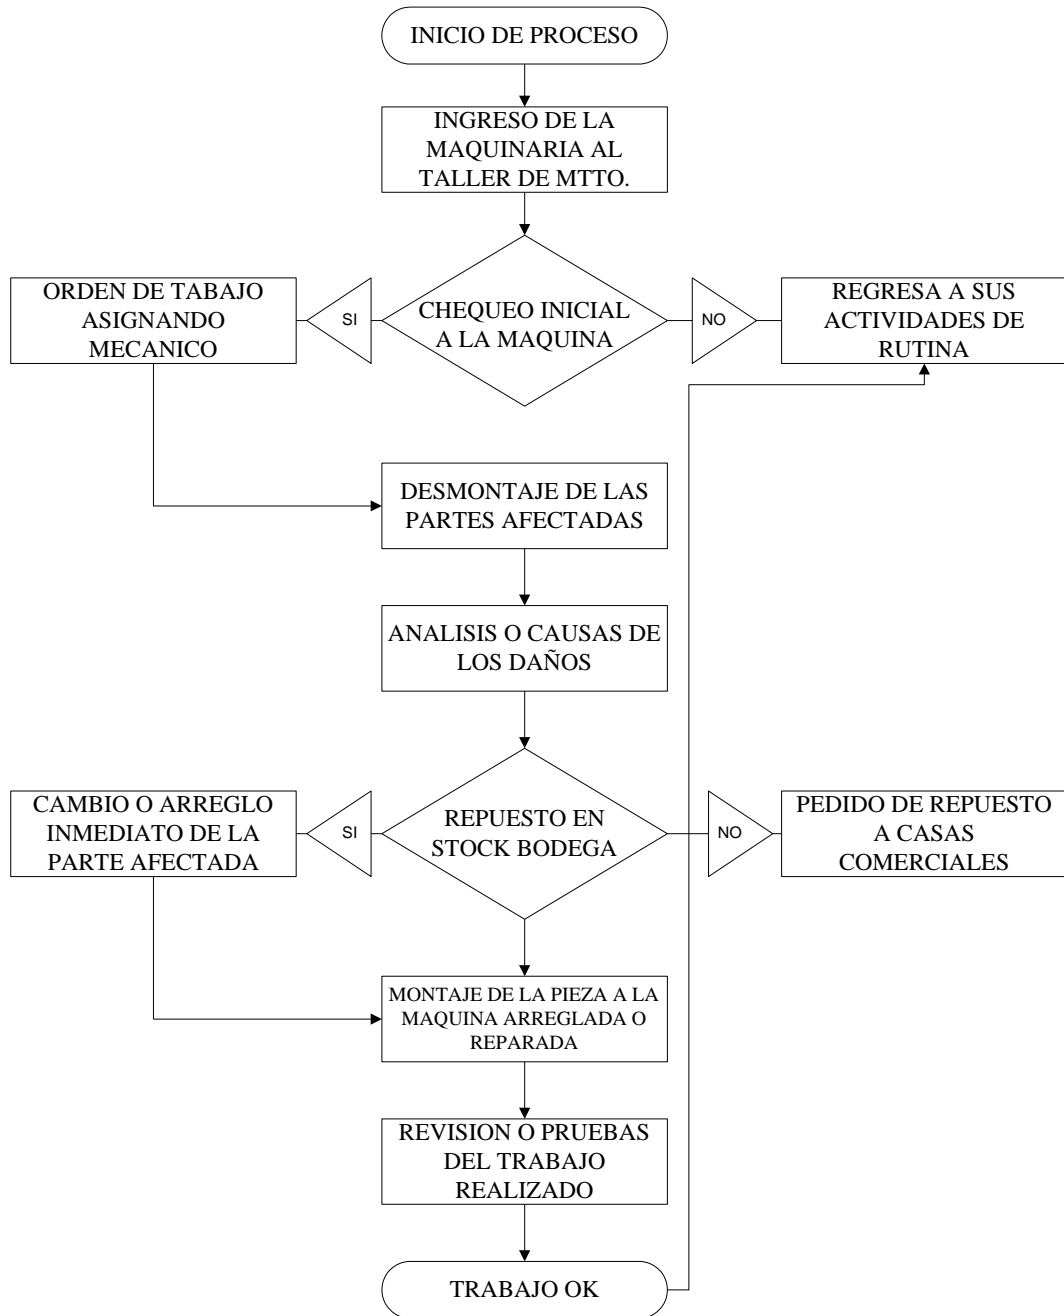 INICIO DE PROCESO
INGRESO DE LA
MAQUINARIA AL
TALLER DE MTTO.
ORDEN DE TABAJO
ASIGNANDO
MECANICO
SI
CHEQUEO INICIAL
A LA MAQUINA
NO
REGRESA A SUS
ACTIVIDADES DE
RUTINA
DESMONTAJE DE LAS
PARTES AFECTADAS
ANALISIS O CAUSAS DE
LOS DAÑOS
CAMBIO O ARREGLO
INMEDIATO DE LA
PARTE AFECTADA
SI
REPUESTO EN
STOCK BODEGA
NO
PEDIDO DE REPUESTO
A CASAS
COMERCIALES
MONTAJE DE LA PIEZA A LA
MAQUINA ARREGLADA O
REPARADA
REVISION O PRUEBAS
DEL TRABAJO
REALIZADO
TRABAJO OK